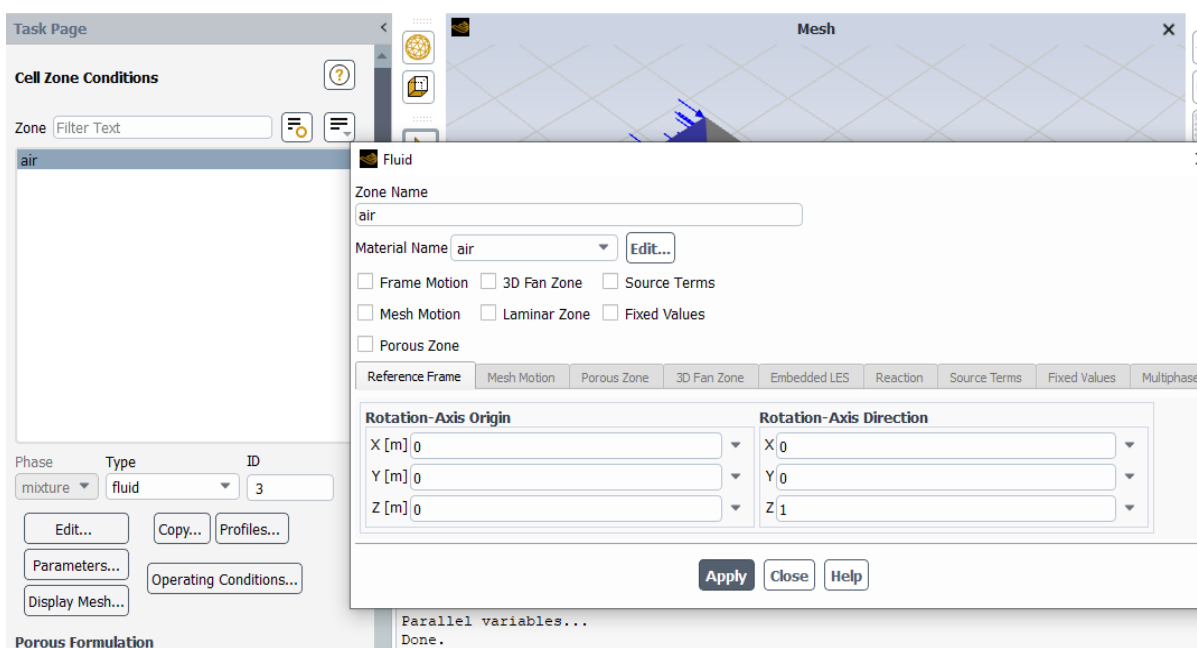 Task Page
<
Mesh
×
Cell Zone Conditions
?
Zone Filter Text
air
Fluid
Zone Name
air
Material Name air Edit...
Frame Motion 3D Fan Zone Source Terms
Mesh Motion Laminar Zone Fixed Values
Porous Zone
Reference Frame Mesh Motion Porous Zone 3D Fan Zone Embedded LES Reaction Source Terms Fixed Values Multiphase
Rotation-Axis Origin Rotation-Axis Direction
X [m] 0 X 0
Y [m] 0 Y 0
Z [m] 0 Z 1
Phase Type ID
mixture fluid 3
Edit... Copy... Profiles...
Parameters... Operating Conditions...
Display Mesh...
Apply Close Help
Porous Formulation
Parallel variables...
Done.